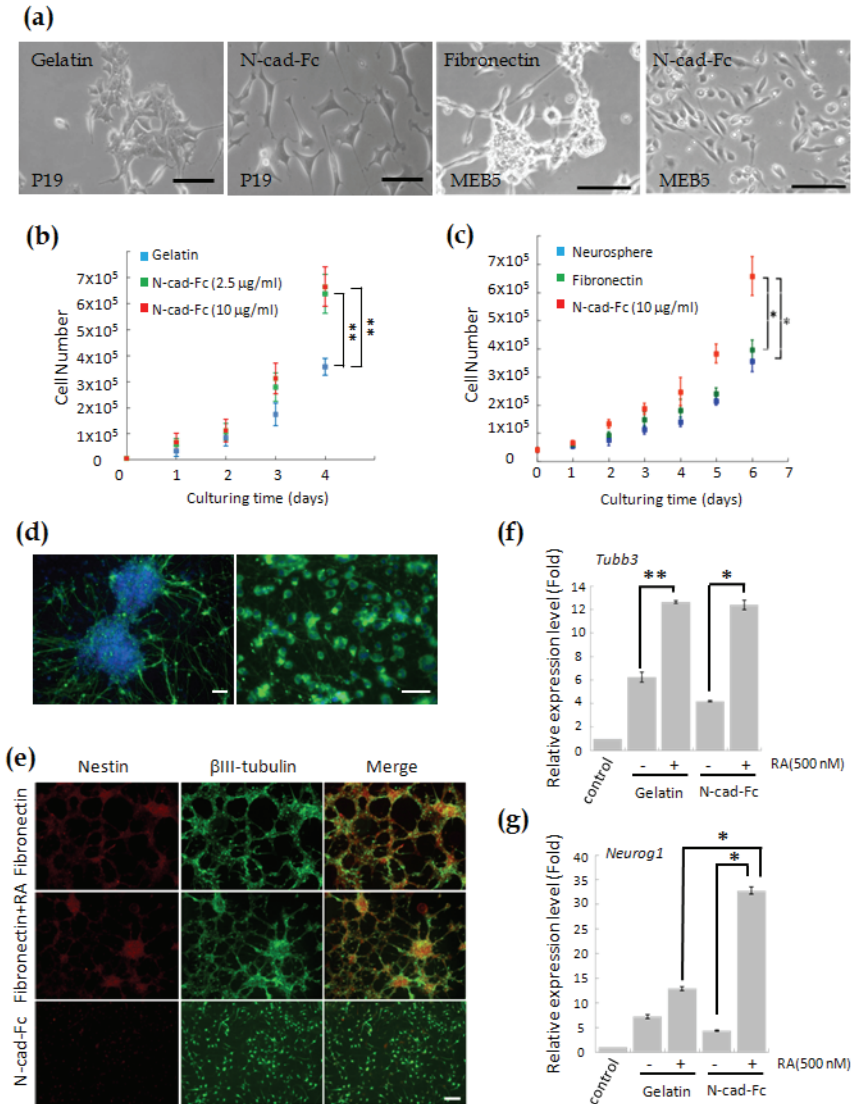 (a)
Gelatin
N-cad-Fc
Fibronectin
N-cad-Fc
P19
P19
MEB5
MEB5
(b)
Gelatin
N-cad-Fc (2.5 µg/ml)
N-cad-Fc (10 µg/ml)
7X10⁵
6X10⁵
5X10⁵
4X10⁵
3X10⁵
2X10⁵
1X10⁵
0
Cell Number
**
**
0 1 2 3 4
Culturing time (days)
(c)
Neurosphere
Fibronectin
N-cad-Fc (10 µg/ml)
7X10⁵
6X10⁵
5X10⁵
4X10⁵
3X10⁵
2X10⁵
1X10⁵
0
Cell Number
*
*
0 1 2 3 4 5 6 7
Culturing time (days)
(d)
(e)
Nestin βIII-tubulin Merge
Fibronectin
Fibronectin+RA
N-cad-Fc
(f)
Tubb3
Relative expression level (Fold)
14
12
10
8
6
4
2
0
**
*
control
- + - + RA(500 nM)
Gelatin N-cad-Fc
(g)
Neurog1
Relative expression level (Fold)
35
30
25
20
15
10
5
0
*
*
control
- + - + RA(500 nM)
Gelatin N-cad-Fc